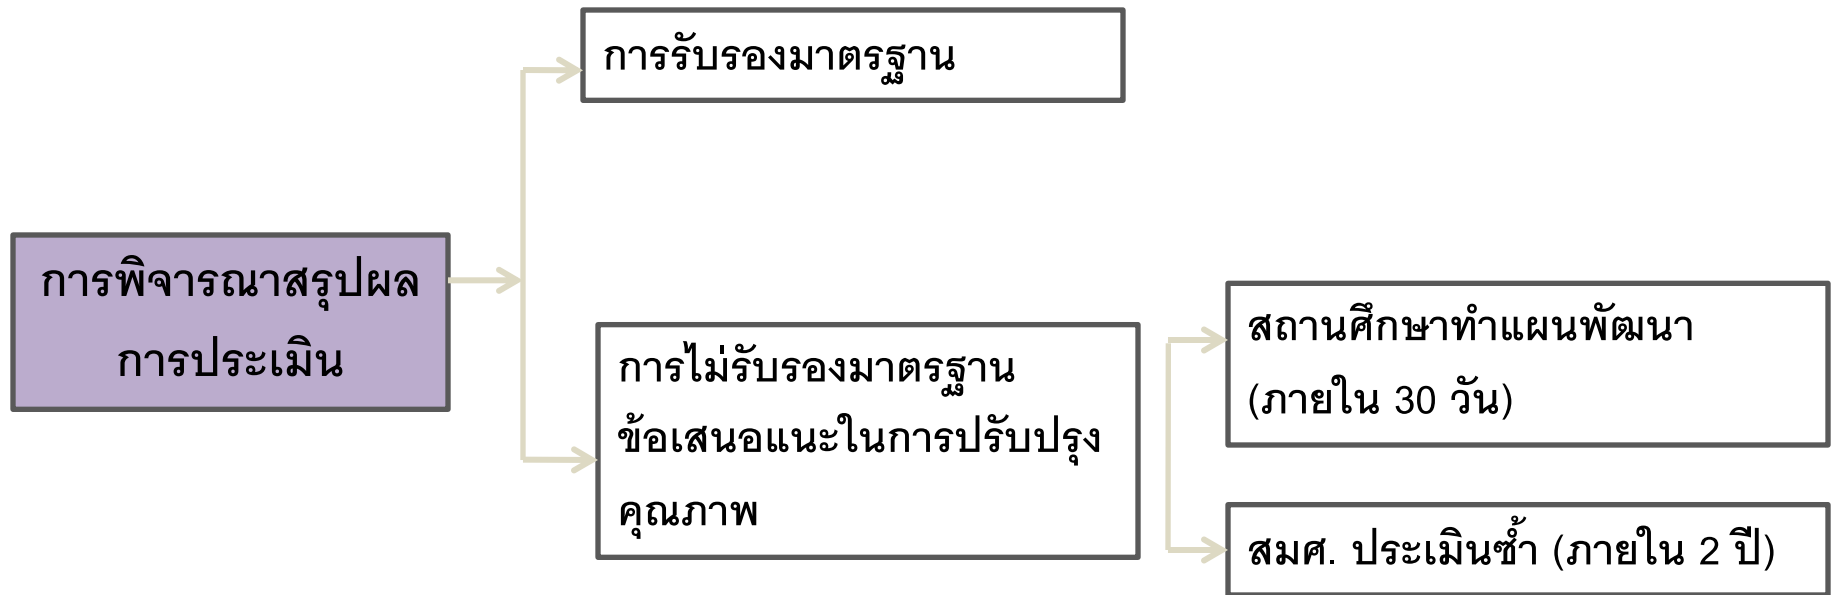 การรับรองมาตรฐาน
การพิจารณาสรุปผล
การประเมิน
การไม่รับรองมาตรฐาน
ข้อเสนอแนะในการปรับปรุง
คุณภาพ
สถานศึกษาทำแผนพัฒนา
(ภายใน 30 วัน)
สมศ. ประเมินซ้ำ (ภายใน 2 ปี)